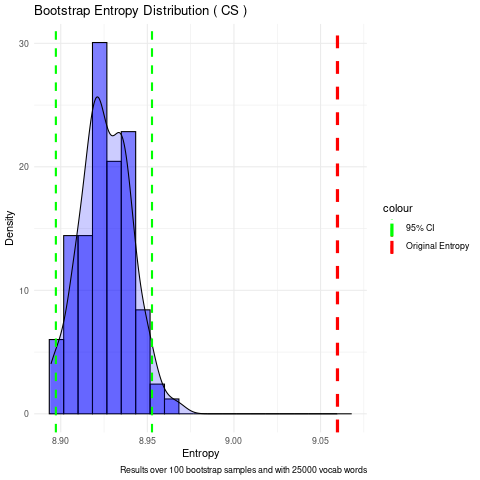 Bootstrap Entropy Distribution ( CS )
30
20
10
0
Density
8.90
8.95
9.00
9.05
Entropy
colour
95% CI
Original Entropy
Results over 100 bootstrap samples and with 25000 vocab words